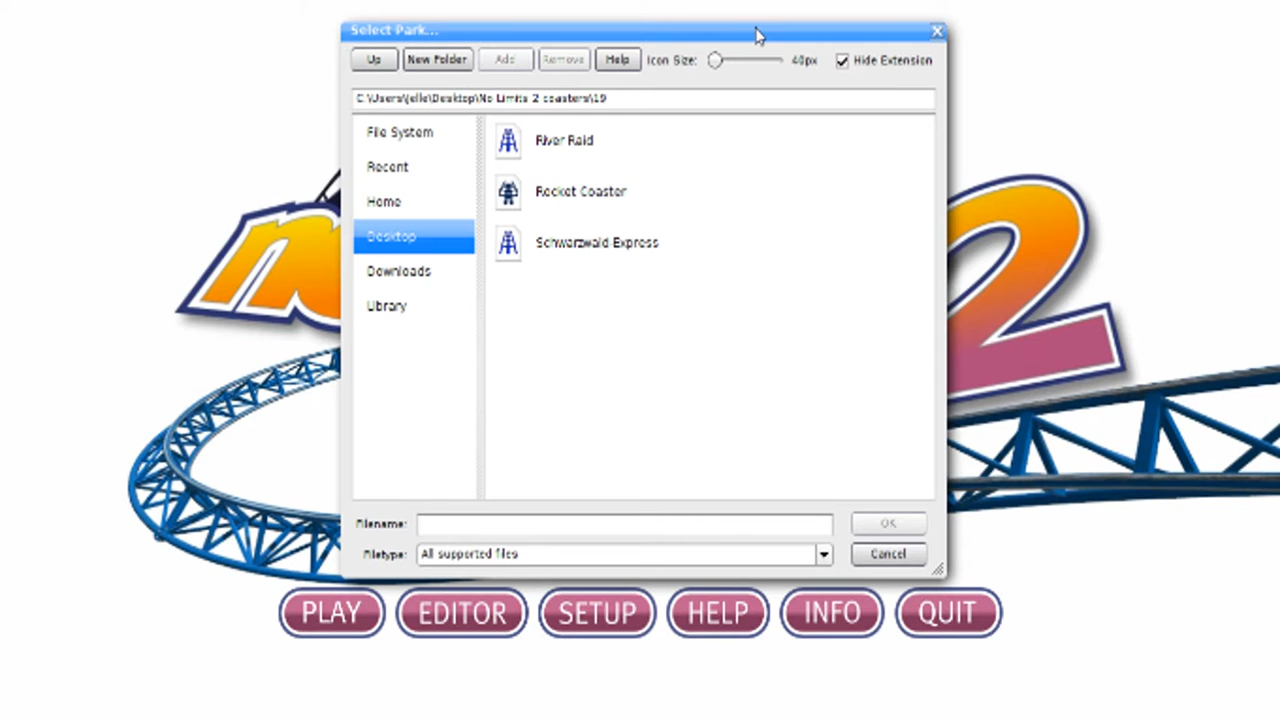 Select Park...
Up New Folder Add Remove Help Icon Size: 40px Hide Extension
C:\Users\jelle\Desktop\No Limits 2 coasters\19
File System
Recent
Home
Desktop
Downloads
Library
River Raid
Rocket Coaster
Schwarzwald Express
2
Filename: OK
Filetype: All supported files Cancel
PLAY EDITOR SETUP HELP INFO QUIT